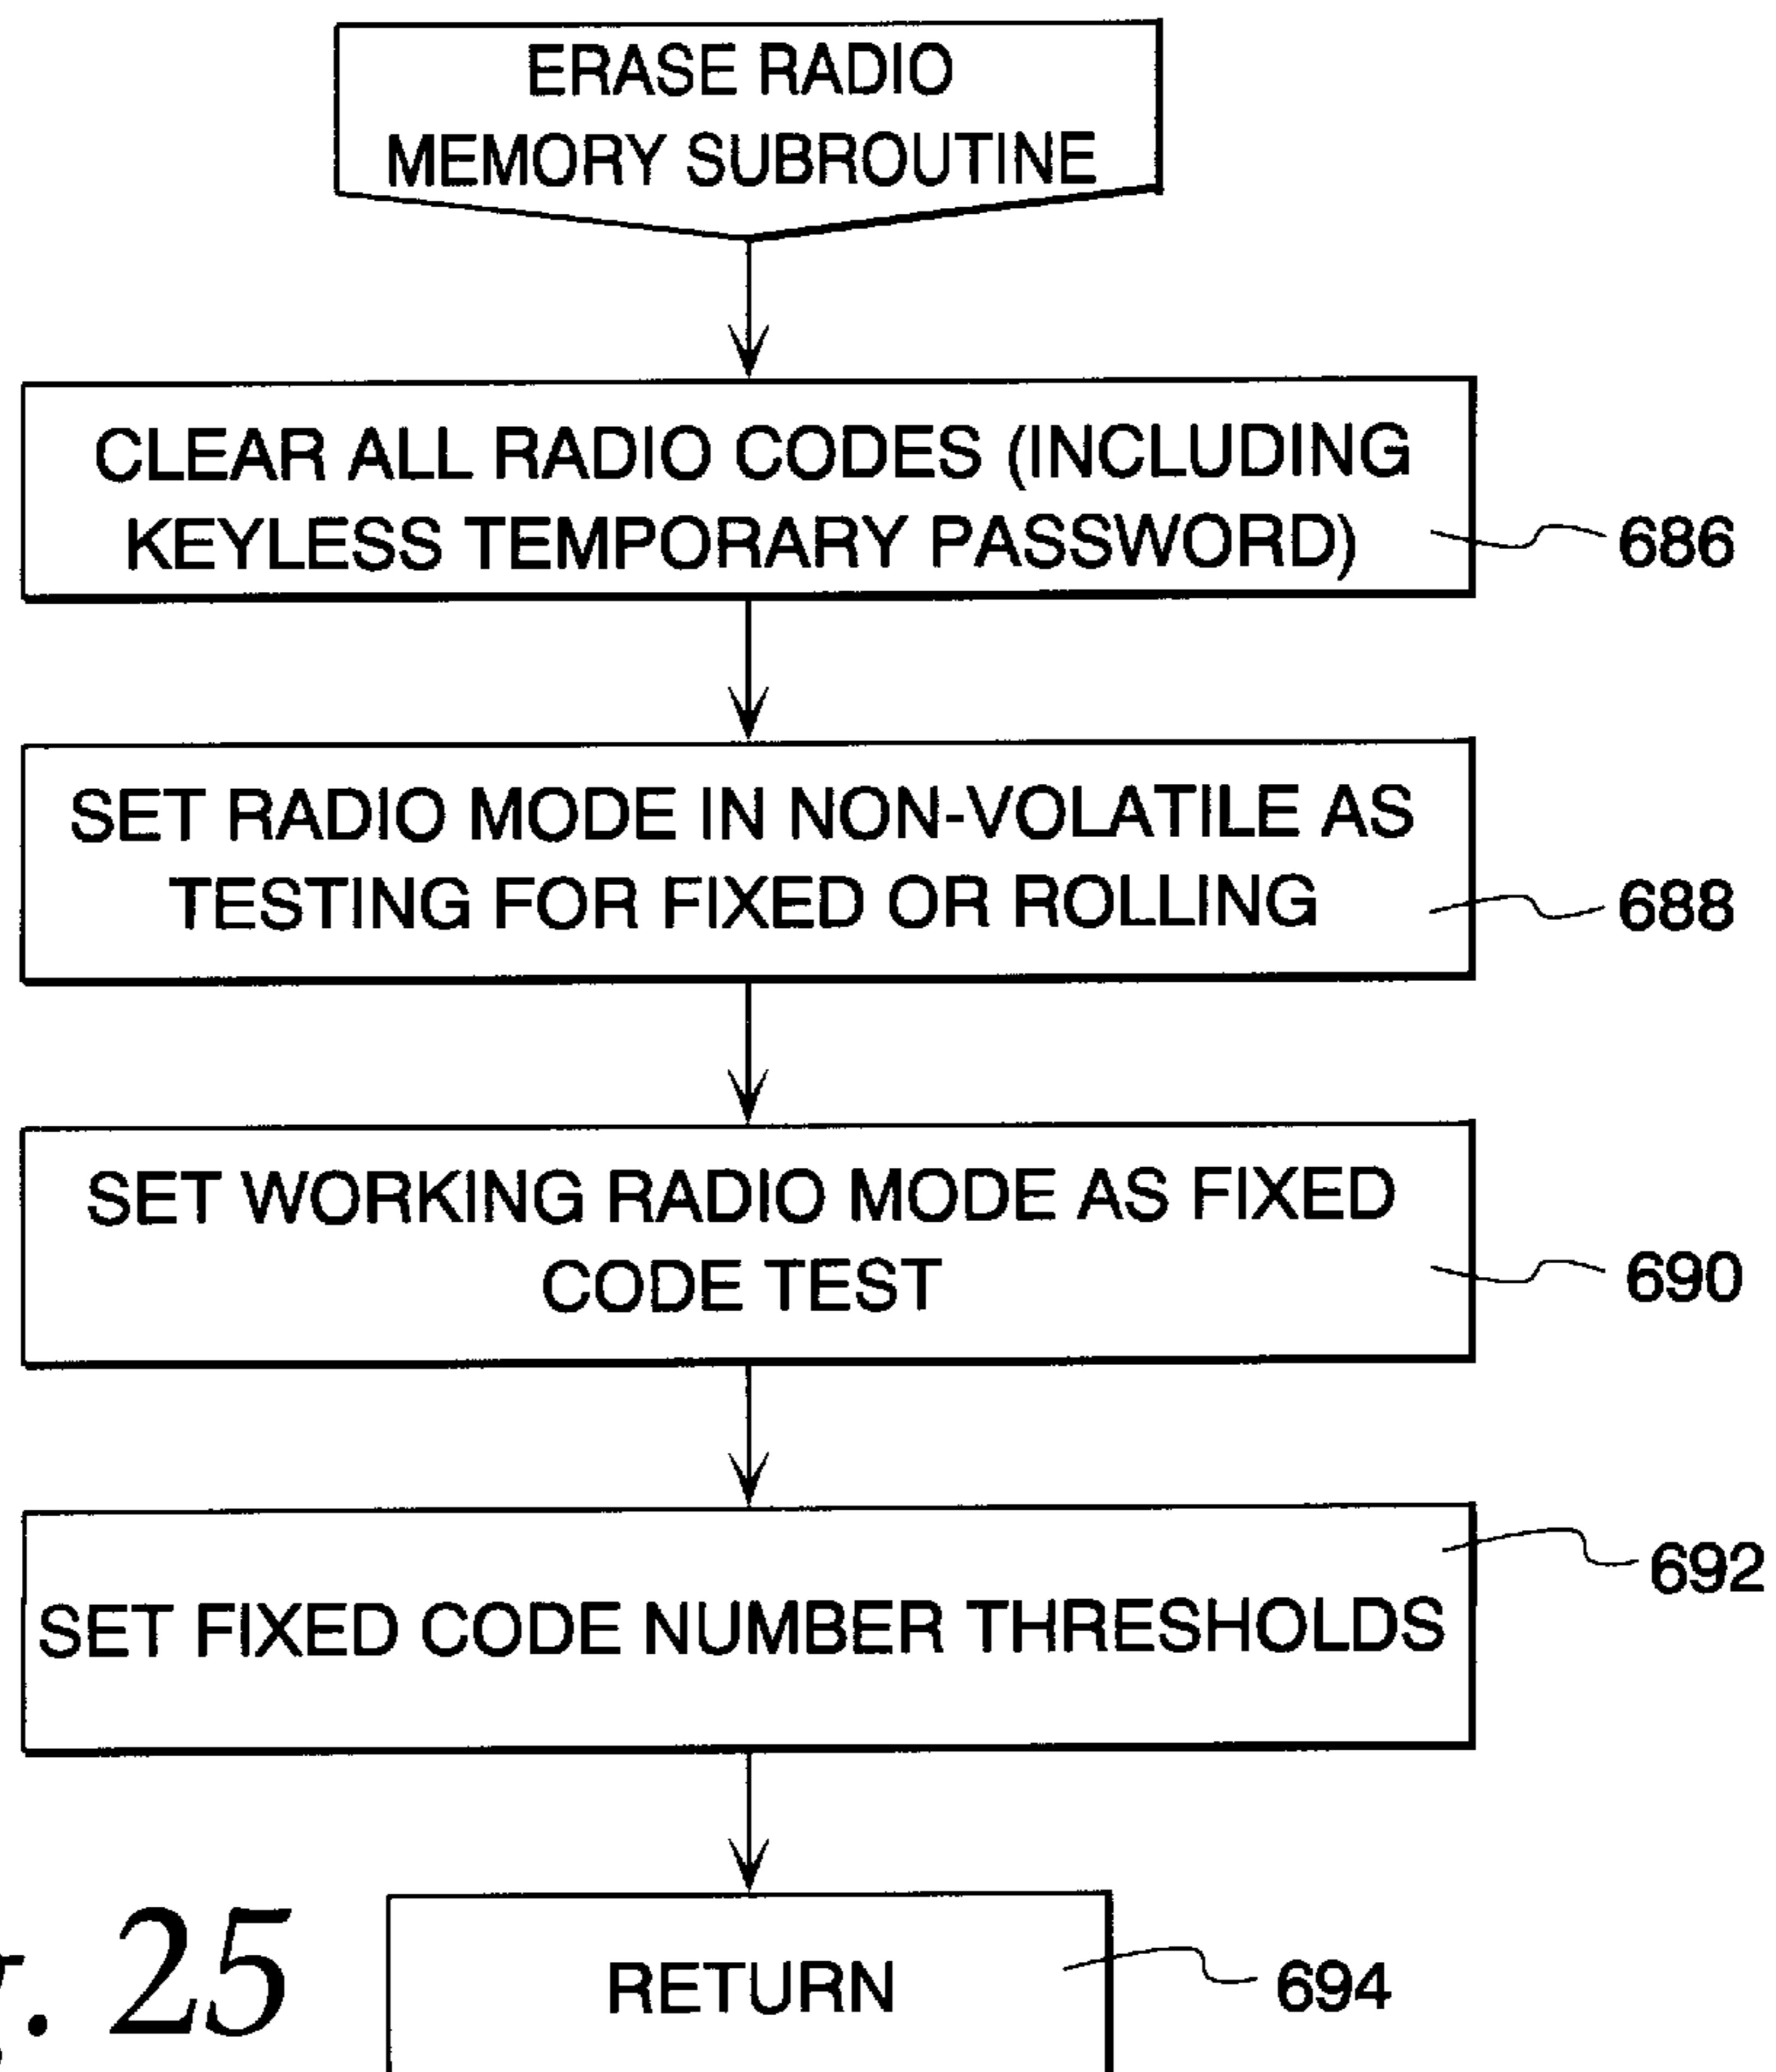 ERASE RADIO
MEMORY SUBROUTINE
CLEAR ALL RADIO CODES (INCLUDING
KEYLESS TEMPORARY PASSWORD)
686
SET RADIO MODE IN NON-VOLATILE AS
TESTING FOR FIXED OR ROLLING
688
SET WORKING RADIO MODE AS FIXED
CODE TEST
690
692
SET FIXED CODE NUMBER THRESHOLDS
RETURN
694
25